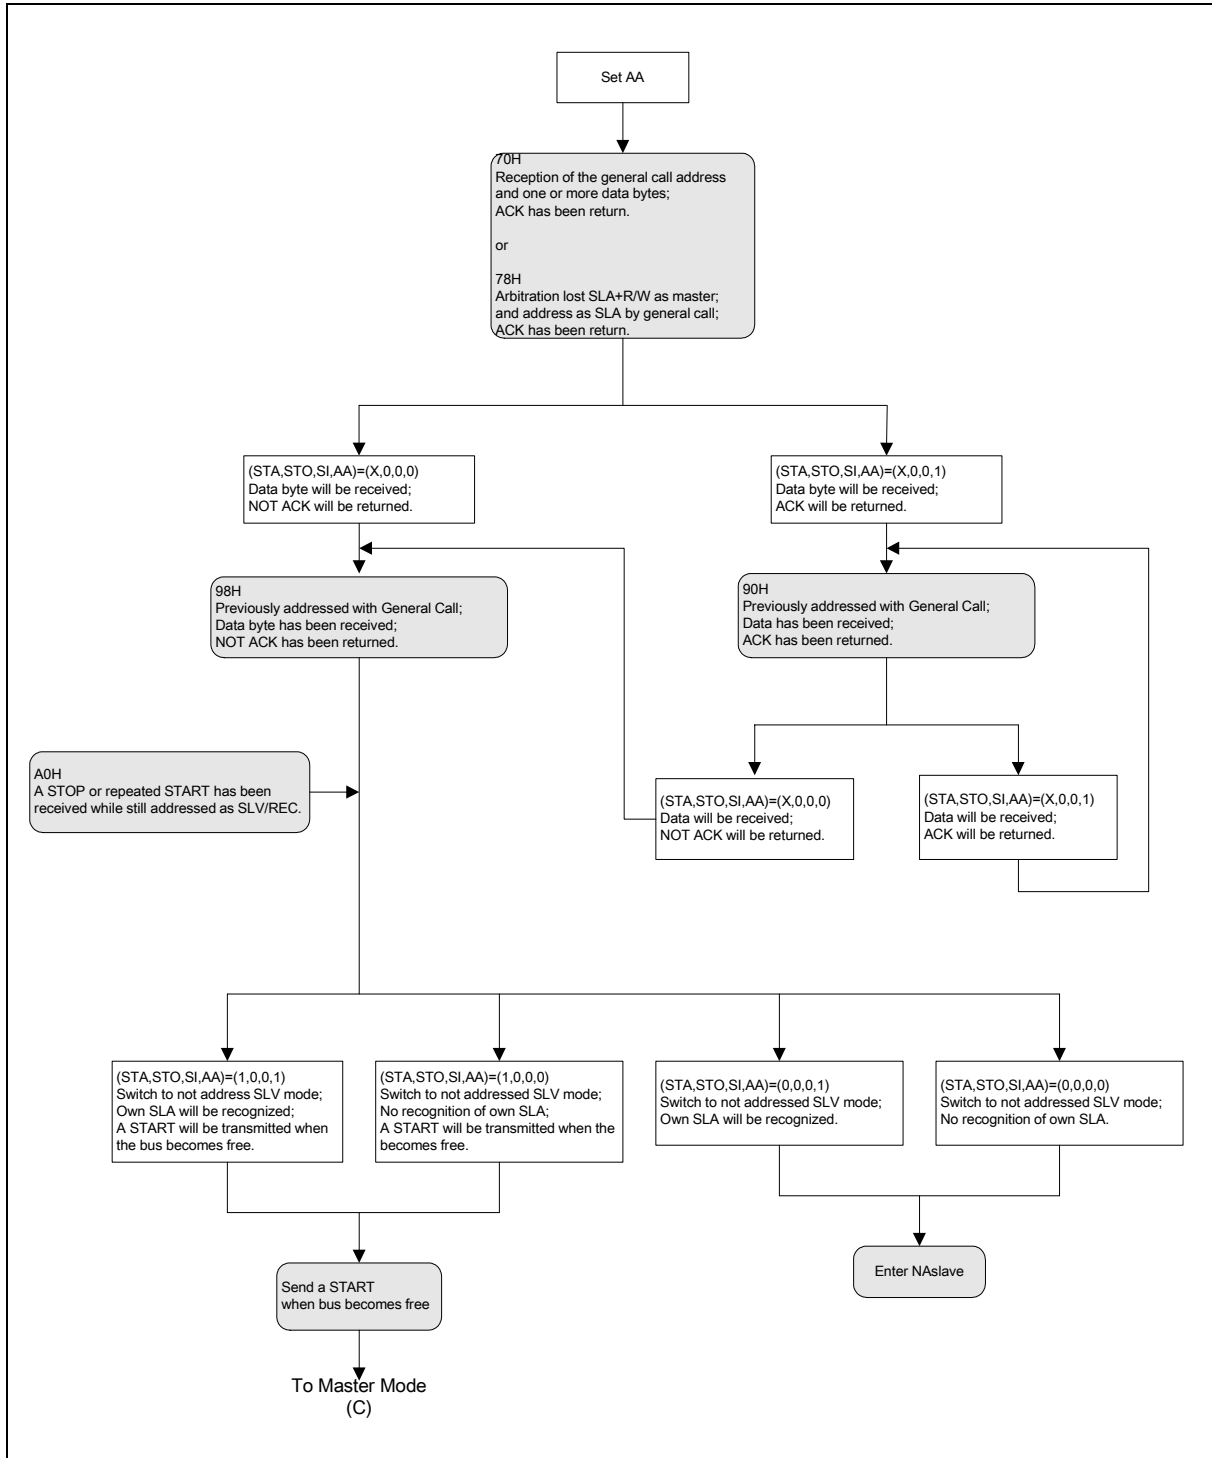 Set AA
70H
Reception of the general call address
and one or more data bytes;
ACK has been return.
or
78H
Arbitration lost SLA+R/W as master;
and address as SLA by general call;
ACK has been return.
(STA,STO,SI,AA)=(X,0,0,0)
Data byte will be received;
NOT ACK will be returned.
(STA,STO,SI,AA)=(X,0,0,1)
Data byte will be received;
ACK will be returned.
98H
Previously addressed with General Call;
Data byte has been received;
NOT ACK has been returned.
90H
Previously addressed with General Call;
Data has been received;
ACK has been returned.
A0H
A STOP or repeated START has been
received while still addressed as SLV/REC.
(STA,STO,SI,AA)=(X,0,0,0)
Data will be received;
NOT ACK will be returned.
(STA,STO,SI,AA)=(X,0,0,1)
Data will be received;
ACK will be returned.
(STA,STO,SI,AA)=(1,0,0,1)
Switch to not address SLV mode;
Own SLA will be recognized;
A START will be transmitted when
the bus becomes free.
(STA,STO,SI,AA)=(1,0,0,0)
Switch to not addressed SLV mode;
No recognition of own SLA;
A START will be transmitted when the
becomes free.
(STA,STO,SI,AA)=(0,0,0,1)
Switch to not addressed SLV mode;
Own SLA will be recognized.
(STA,STO,SI,AA)=(0,0,0,0)
Switch to not addressed SLV mode;
No recognition of own SLA.
Send a START
when bus becomes free
Enter NAslave
To Master Mode
(C)